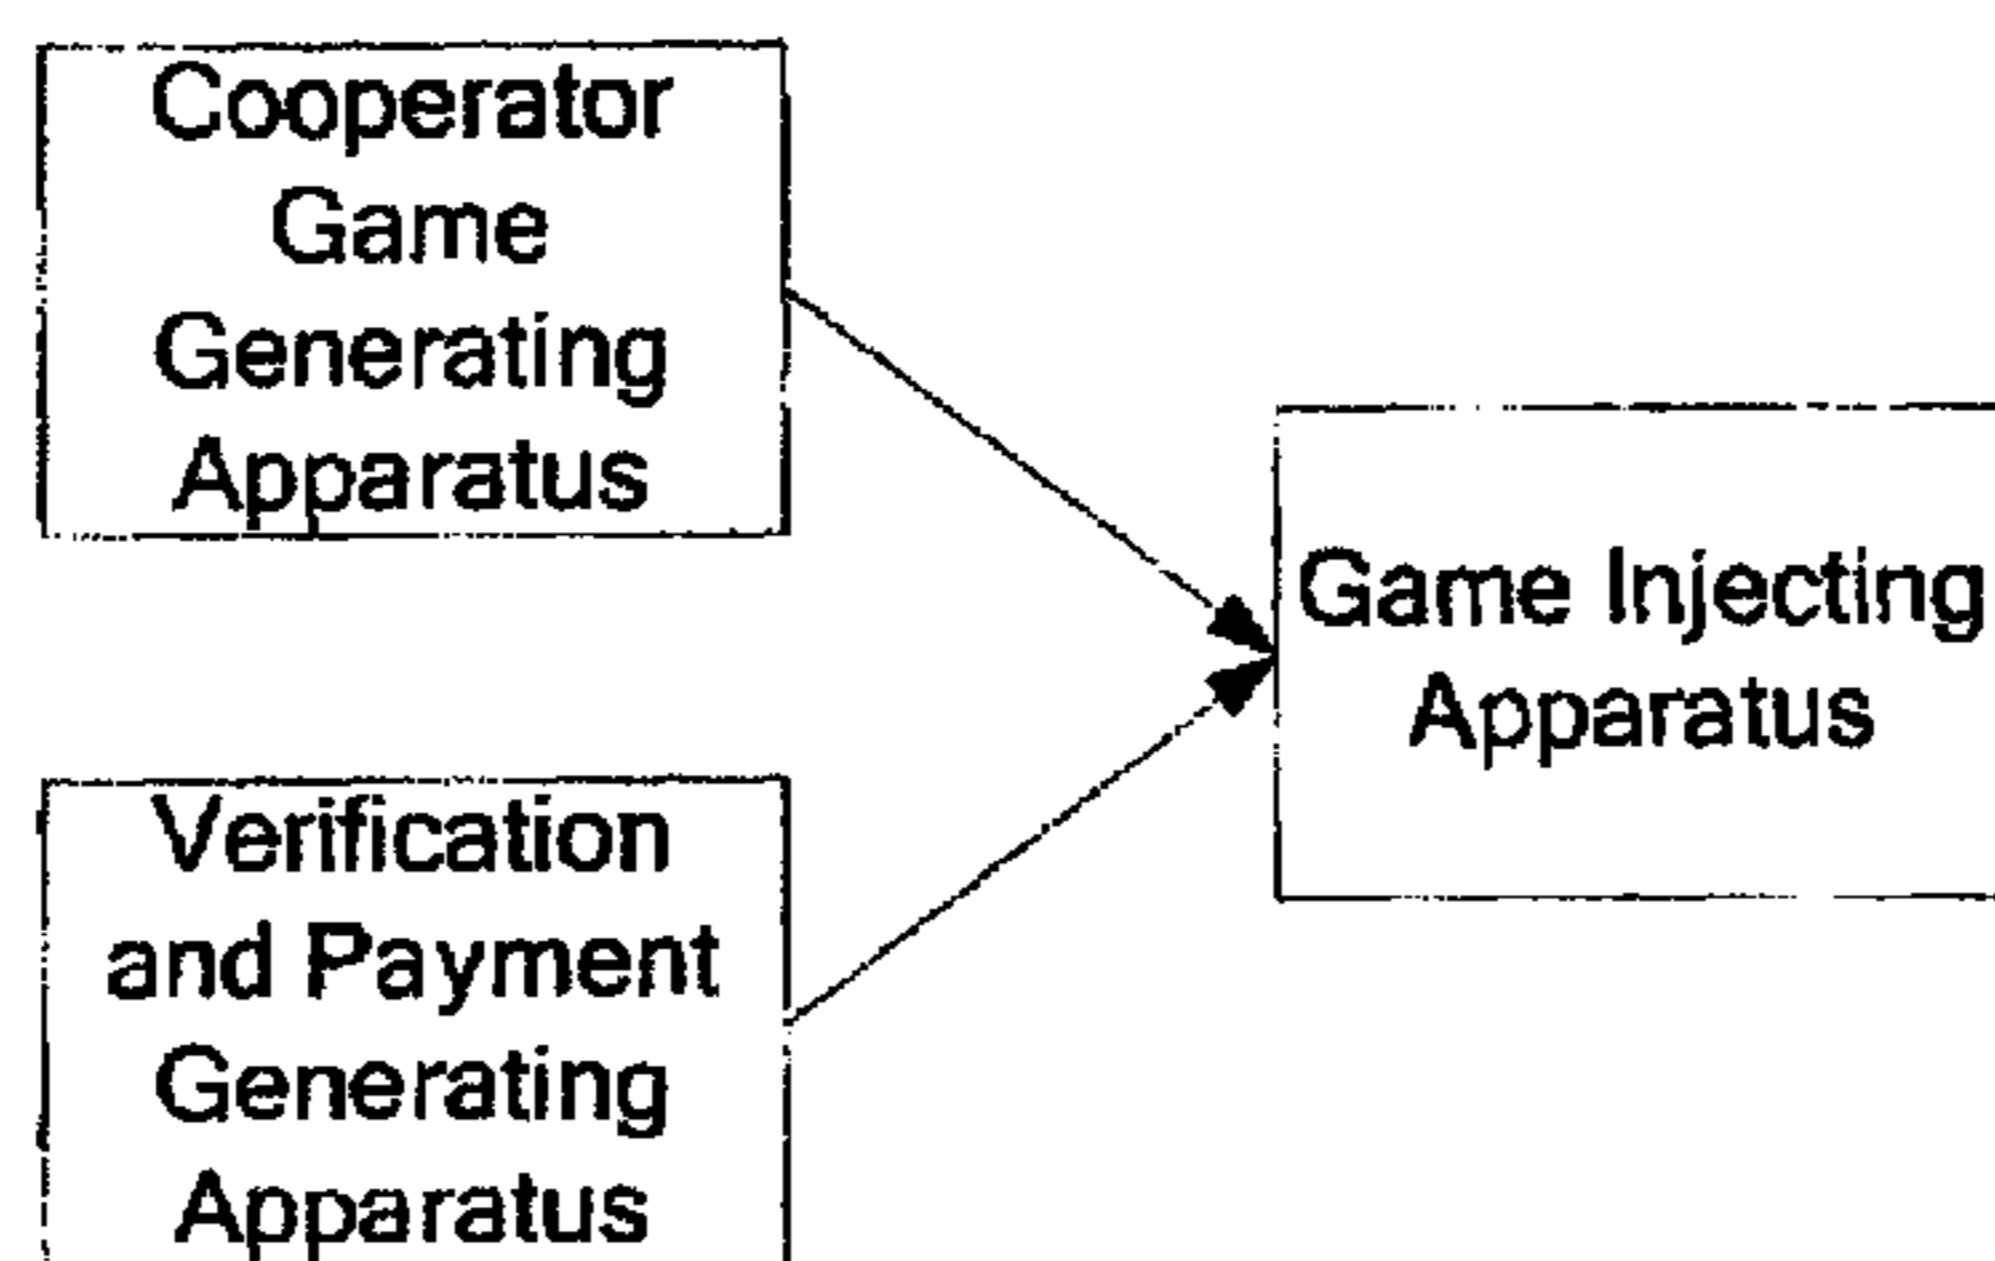 Cooperator
Game
Generating
Apparatus
Game Injecting
Apparatus
Verification
and Payment
Generating
Apparatus